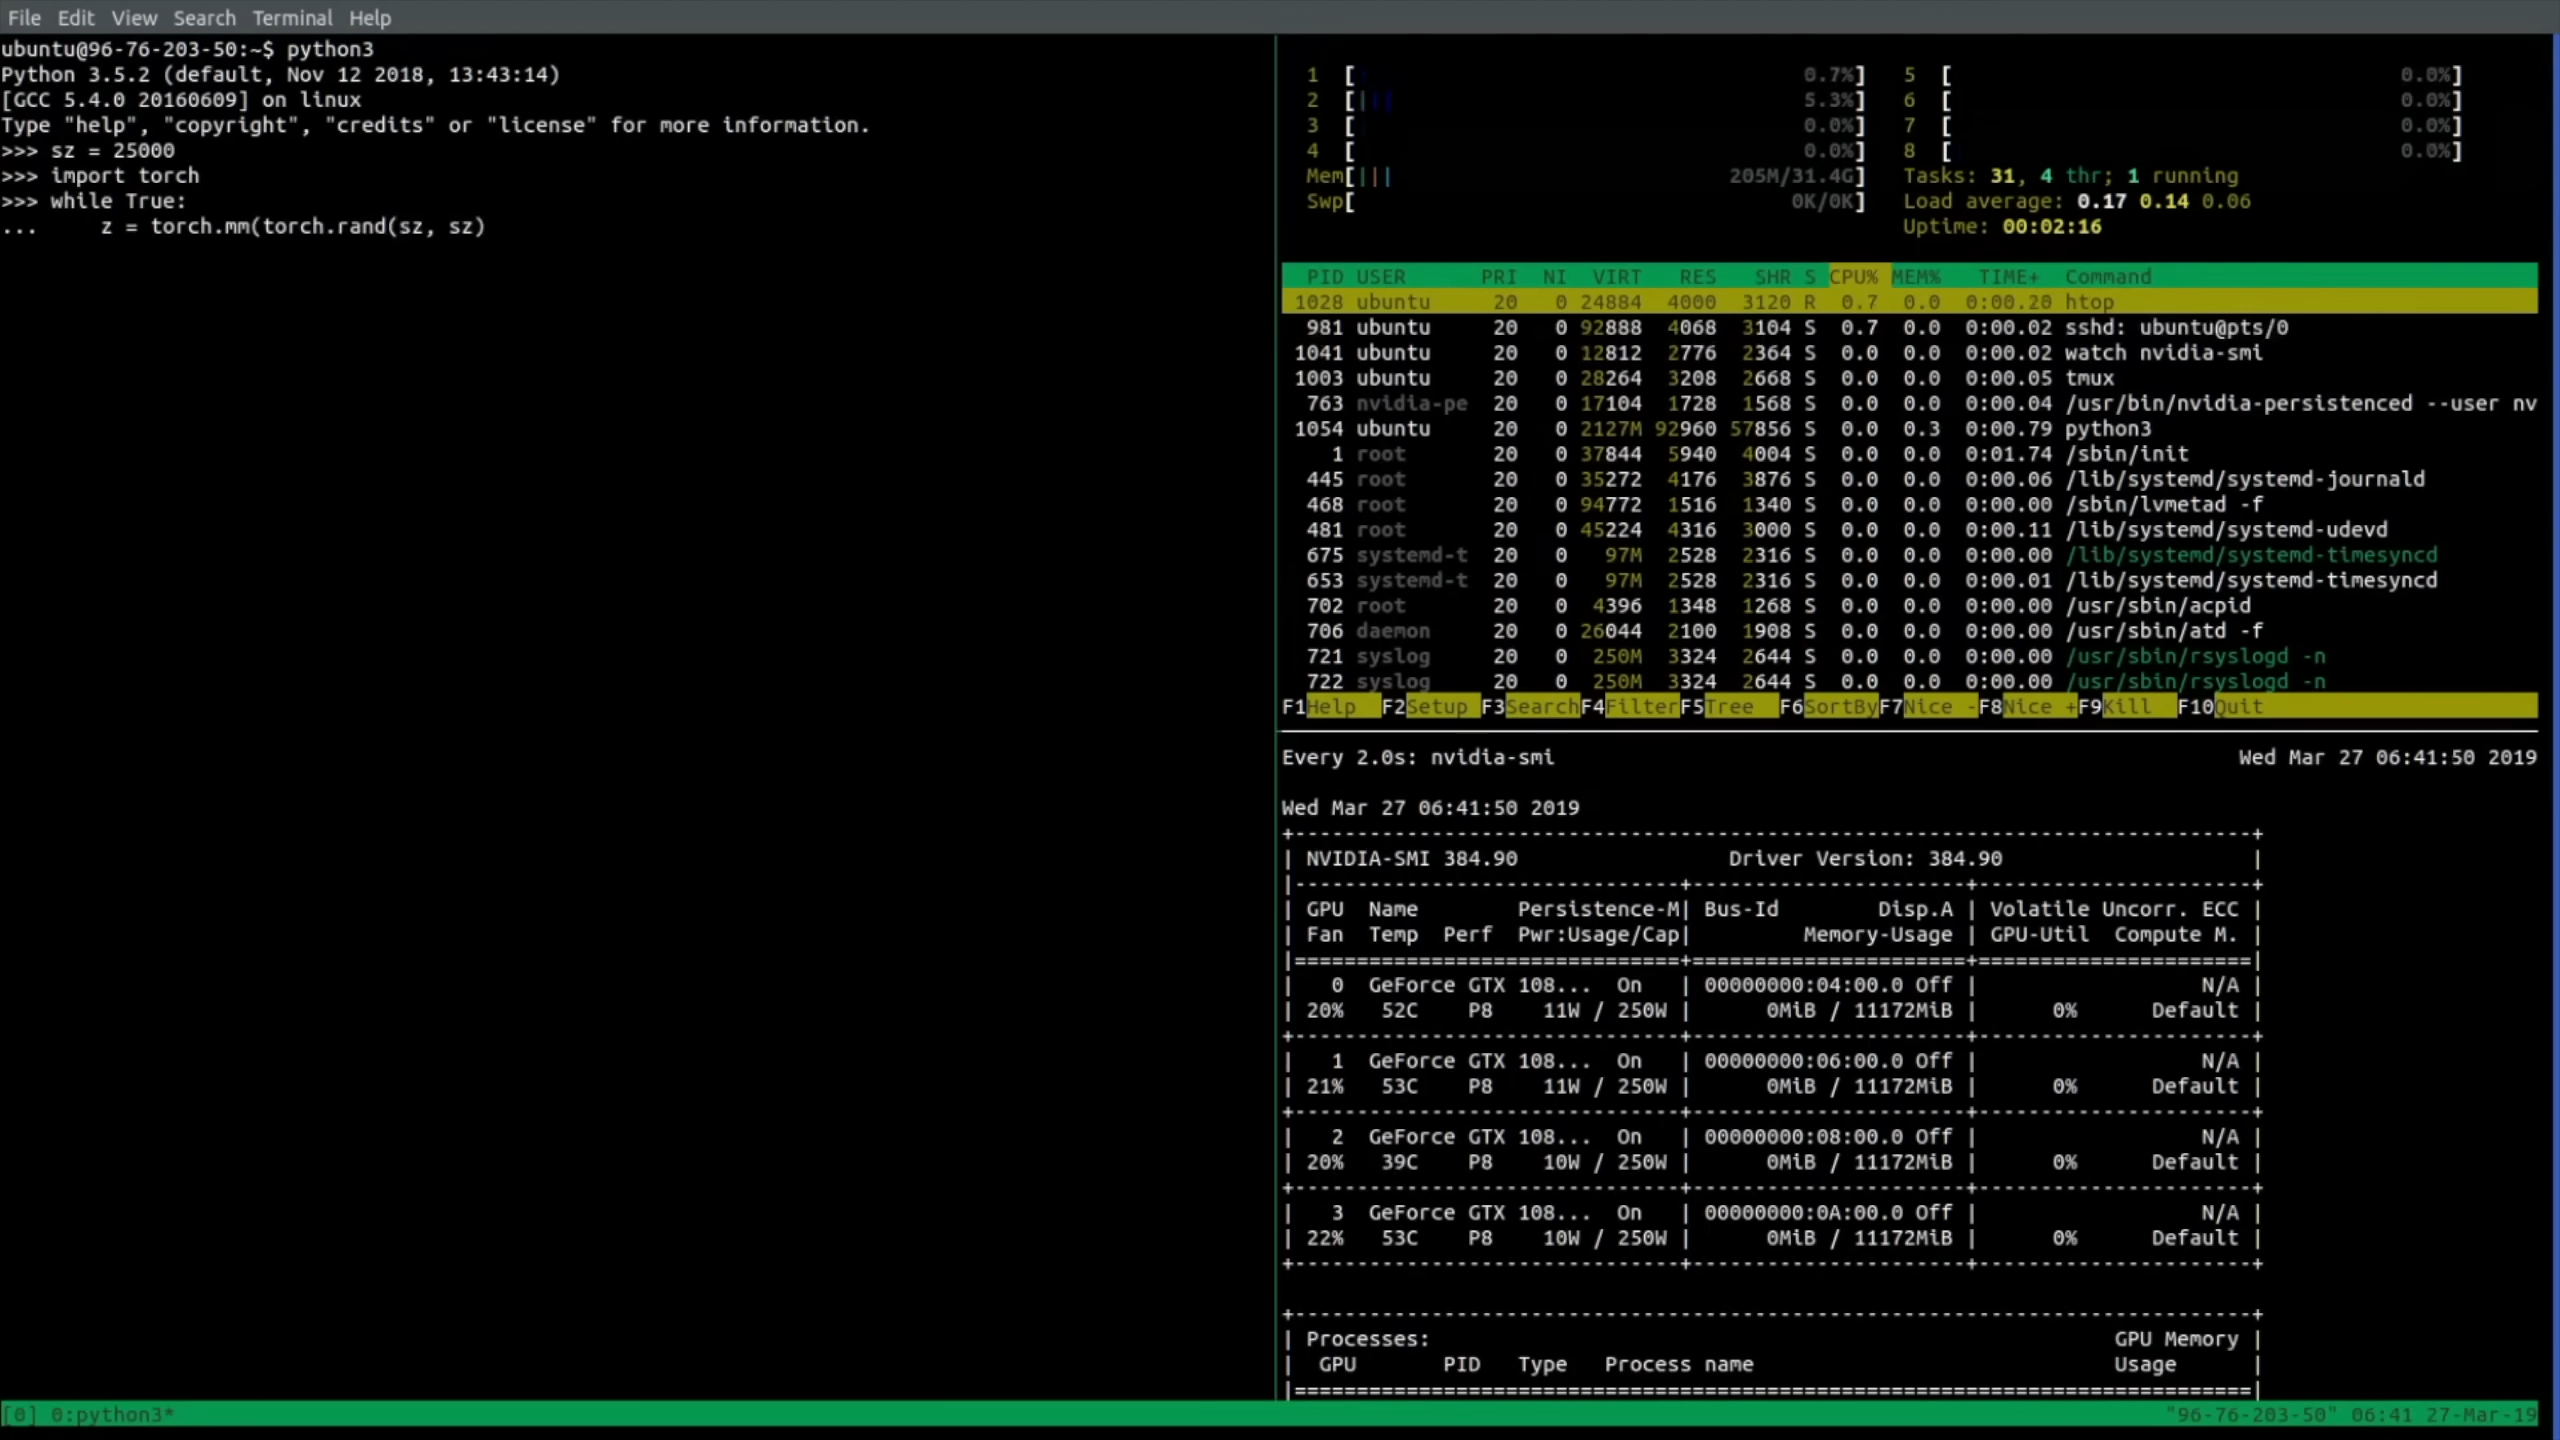 File Edit View Search Terminal Help
ubuntu@96-76-203-50:~$ python3
Python 3.5.2 (default, Nov 12 2018, 13:43:14)
[GCC 5.4.0 20160609] on linux
Type "help", "copyright", "credits" or "license" for more information.
>>> sz = 25000
>>> import torch
>>> while True:
...     z = torch.mm(torch.rand(sz, sz)
1 [ 0.7%] 5 [ 0.0%]
2 [||| 5.3%] 6 [ 0.0%]
3 [ 0.0%] 7 [ 0.0%]
4 [ 0.0%] 8 [ 0.0%]
Mem[||| 205M/31.4G] Tasks: 31, 4 thr; 1 running
Swp[ 0K/0K] Load average: 0.17 0.14 0.06
Uptime: 00:02:16
PID USER PRI NI VIRT RES SHR S CPU% MEM% TIME+ Command
1028 ubuntu 20 0 24884 4000 3120 R 0.7 0.0 0:00.20 htop
981 ubuntu 20 0 92888 4068 3104 S 0.7 0.0 0:00.02 sshd: ubuntu@pts/0
1041 ubuntu 20 0 12812 2776 2364 S 0.0 0.0 0:00.02 watch nvidia-smi
1003 ubuntu 20 0 28264 3208 2668 S 0.0 0.0 0:00.05 tmux
763 nvidia-pe 20 0 17104 1728 1568 S 0.0 0.0 0:00.04 /usr/bin/nvidia-persistenced --user nv
1054 ubuntu 20 0 2127M 92960 57856 S 0.0 0.3 0:00.79 python3
1 root 20 0 37844 5940 4004 S 0.0 0.0 0:01.74 /sbin/init
445 root 20 0 35272 4176 3876 S 0.0 0.0 0:00.06 /lib/systemd/systemd-journald
468 root 20 0 94772 1516 1340 S 0.0 0.0 0:00.00 /sbin/lvmetad -f
481 root 20 0 45224 4316 3000 S 0.0 0.0 0:00.11 /lib/systemd/systemd-udevd
675 systemd-t 20 0 97M 2528 2316 S 0.0 0.0 0:00.00 /lib/systemd/systemd-timesyncd
653 systemd-t 20 0 97M 2528 2316 S 0.0 0.0 0:00.01 /lib/systemd/systemd-timesyncd
702 root 20 0 4396 1348 1268 S 0.0 0.0 0:00.00 /usr/sbin/acpid
706 daemon 20 0 26044 2100 1908 S 0.0 0.0 0:00.00 /usr/sbin/atd -f
721 syslog 20 0 250M 3324 2644 S 0.0 0.0 0:00.00 /usr/sbin/rsyslogd -n
722 syslog 20 0 250M 3324 2644 S 0.0 0.0 0:00.00 /usr/sbin/rsyslogd -n
F1Help F2Setup F3SearchF4FilterF5Tree F6SortByF7Nice -F8Nice +F9Kill F10Quit
Every 2.0s: nvidia-smi Wed Mar 27 06:41:50 2019
Wed Mar 27 06:41:50 2019
| NVIDIA-SMI 384.90 Driver Version: 384.90 |
| GPU Name Persistence-M| Bus-Id Disp.A | Volatile Uncorr. ECC |
| Fan Temp Perf Pwr:Usage/Cap| Memory-Usage | GPU-Util Compute M. |
| 0 GeForce GTX 108... On | 00000000:04:00.0 Off | N/A |
| 20% 52C P8 11W / 250W | 0MiB / 11172MiB | 0% Default |
| 1 GeForce GTX 108... On | 00000000:06:00.0 Off | N/A |
| 21% 53C P8 11W / 250W | 0MiB / 11172MiB | 0% Default |
| 2 GeForce GTX 108... On | 00000000:08:00.0 Off | N/A |
| 20% 39C P8 10W / 250W | 0MiB / 11172MiB | 0% Default |
| 3 GeForce GTX 108... On | 00000000:0A:00.0 Off | N/A |
| 22% 53C P8 10W / 250W | 0MiB / 11172MiB | 0% Default |
| Processes: GPU Memory |
| GPU PID Type Process name Usage |
[0] 0:python3* "96-76-203-50" 06:41 27-Mar-19